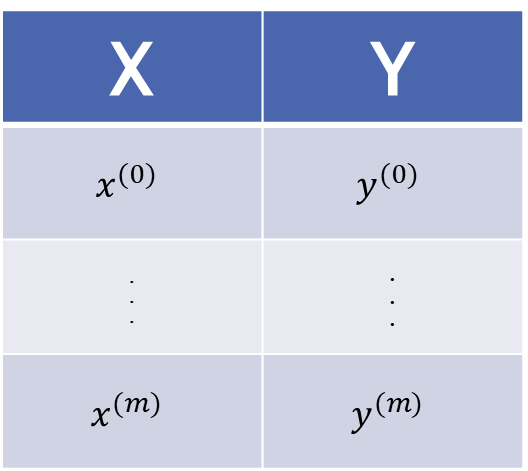 X Y
x^(0) y^(0)
⋮ ⋮
x^(m) y^(m)